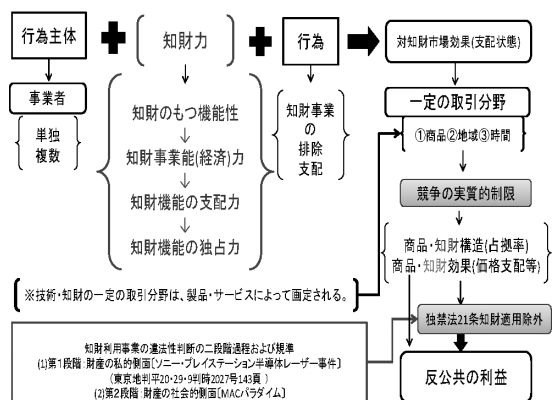 行為主体
知財力
行為
対知財市場効果(支配状態)
事業者
単独
複数
知財のもつ機能性
知財事業能(経済)力
知財機能の支配力
知財機能の独占力
知財事業
の
排除
支配
一定の取引分野
①商品②地域③時間
競争の実質的制限
商品・知財構造(占拠率)
商品・知財効果(価格支配等)
※技術・知財の一定の取引分野は、製品・サービスによって画定される。
独禁法21条知財適用除外
反公共の利益
知財利用事業の違法性判断の二段階過程および規準
(1)第1段階:財産の私的側面〔ソニー・プレイステーション半導体レーザー事件〕
(東京地判平20・29・9判時2027号143頁)
(2)第2段階:財産の社会的側面〔MACパラダイム〕